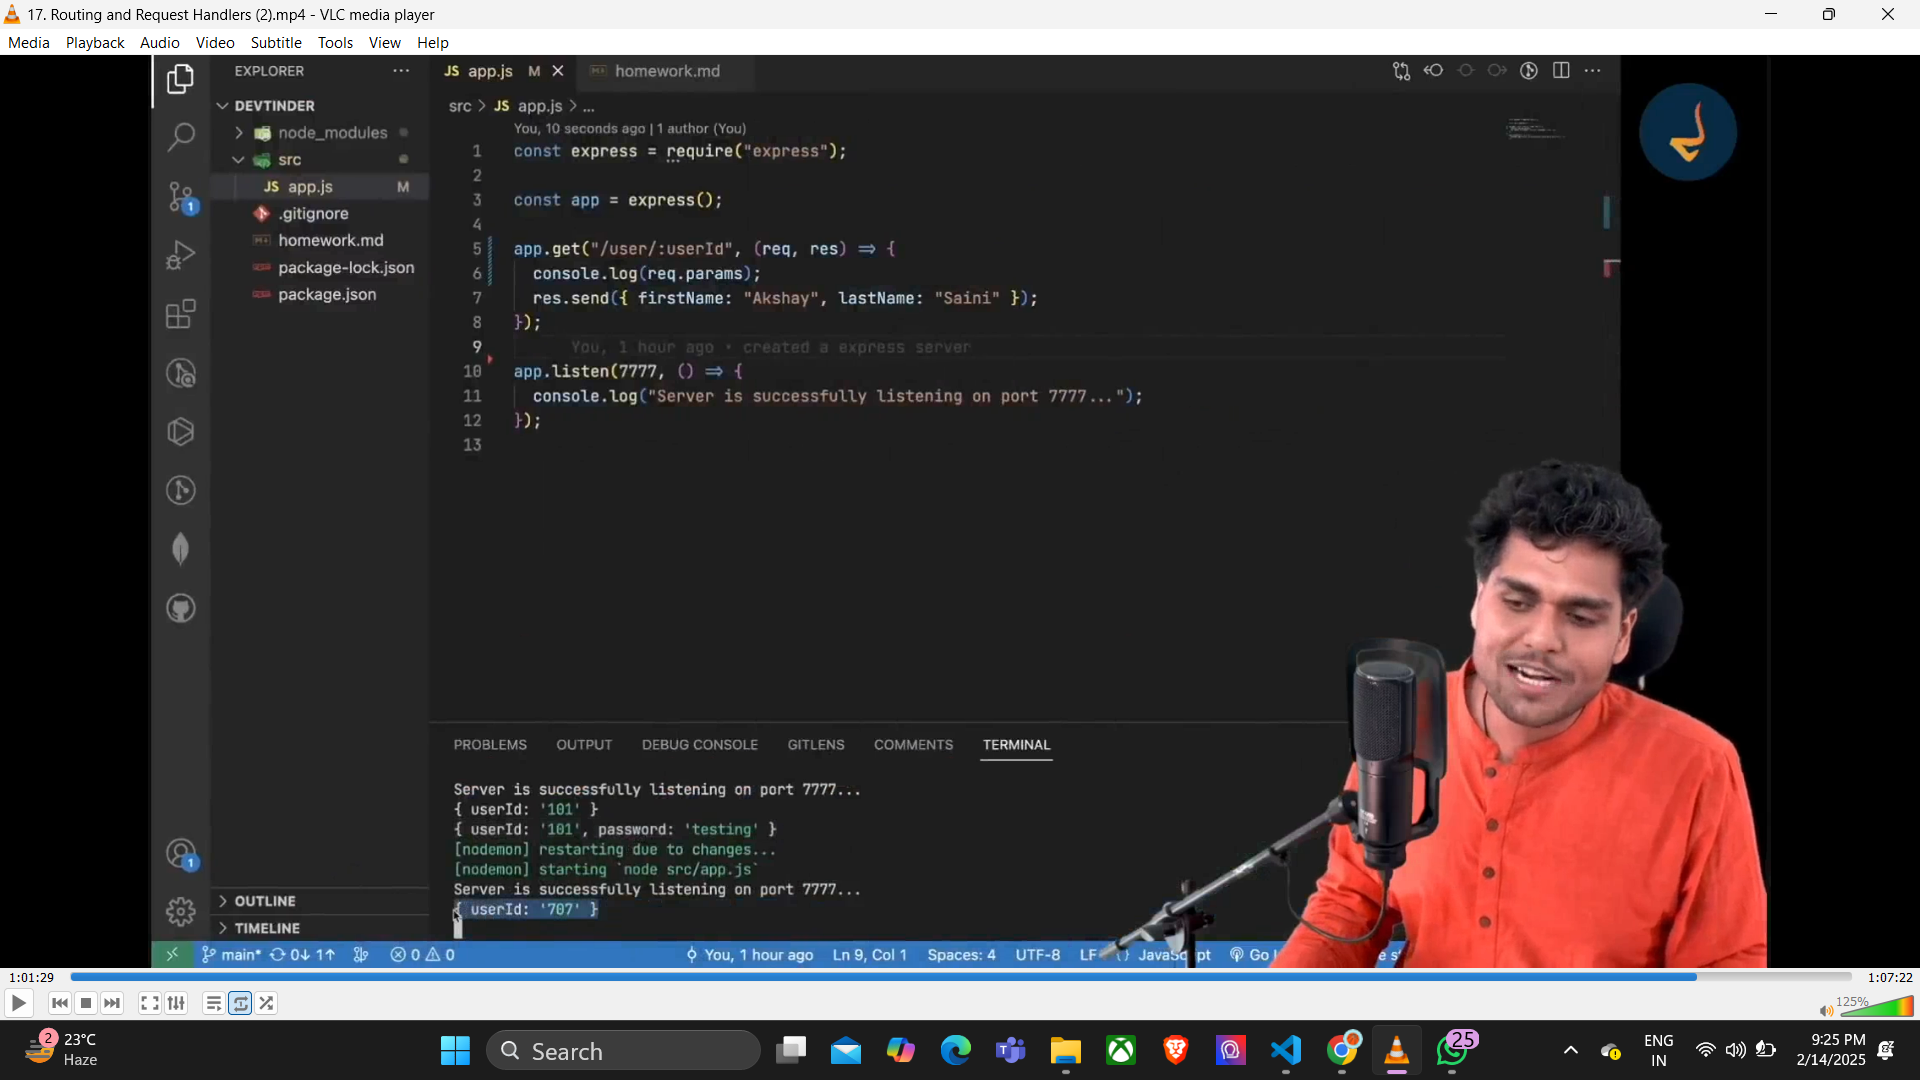 17. Routing and Request Handlers (2).mp4 - VLC media player
Media Playback Audio Video Subtitle Tools View Help
EXPLORER
JS app.js M
homework.md
DEVTINDER
src > JS app.js > ...
node_modules
You, 10 seconds ago | 1 author (You)
src
1 const express = require("express");
JS app.js M
2
.gitignore
3 const app = express();
homework.md
4
package-lock.json
5 app.get("/user/:userId", (req, res) => {
package.json
6 console.log(req.params);
7 res.send({ firstName: "Akshay", lastName: "Saini" });
8 });
9 You, 1 hour ago • created a express server
10 app.listen(7777, () => {
11 console.log("Server is successfully listening on port 7777...");
12 });
13
1
PROBLEMS OUTPUT DEBUG CONSOLE GITLENS COMMENTS TERMINAL
Server is successfully listening on port 7777...
{ userId: '101' }
{ userId: '101', password: 'testing' }
[nodemon] restarting due to changes...
[nodemon] starting `node src/app.js`
Server is successfully listening on port 7777...
{ userId: '707' }
1
OUTLINE
TIMELINE
main* 0↓ 1↑ 0 0 You, 1 hour ago Ln 9, Col 1 Spaces: 4 UTF-8 LF JavaScript Go
1:01:29
1:07:22
125%
2
23°C
Haze
Search
25
ENG
IN
9:25 PM
2/14/2025